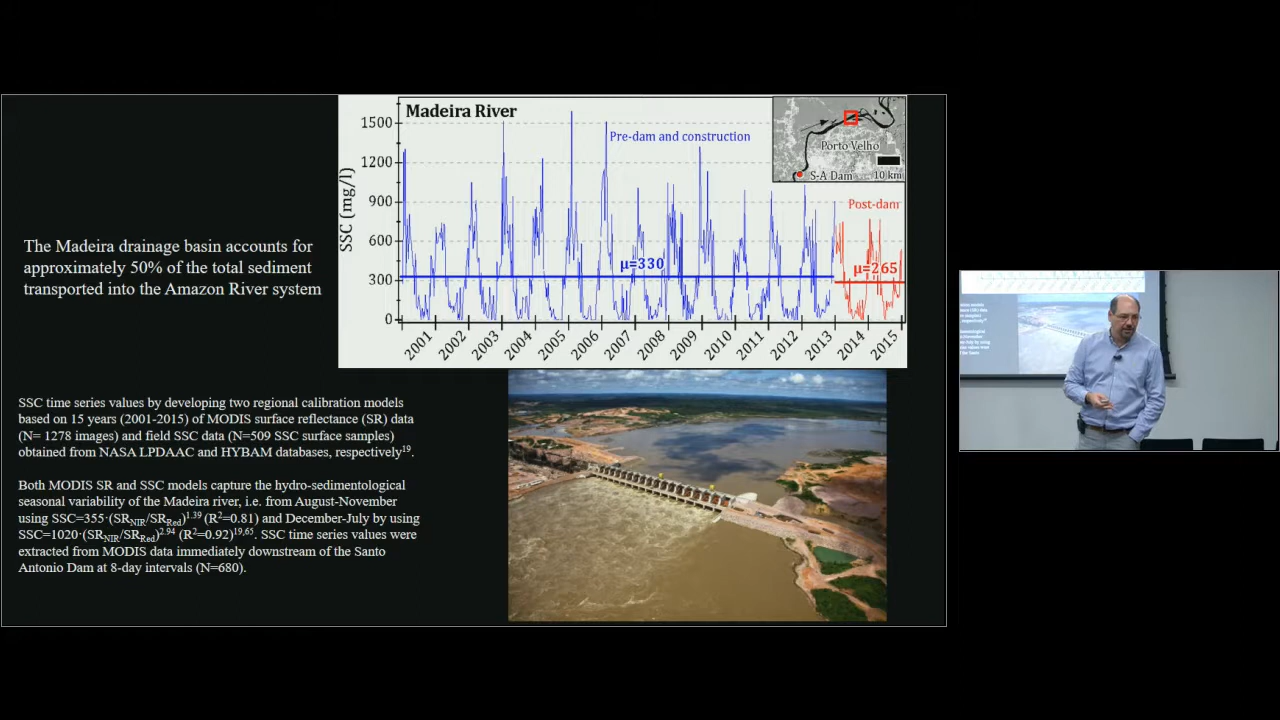 Madeira River
Pre-dam and construction
Post-dam
SSC (mg/l)
1500
1200
900
600
300
0
μ=330
μ=265
2001
2002
2003
2004
2005
2006
2007
2008
2009
2010
2011
2012
2013
2014
2015
Porto Velho
S-A Dam
10 km
The Madeira drainage basin accounts for
approximately 50% of the total sediment
transported into the Amazon River system
SSC time series values by developing two regional calibration models
based on 15 years (2001-2015) of MODIS surface reflectance (SR) data
(N= 1278 images) and field SSC data (N=509 SSC surface samples)
obtained from NASA LPDAAC and HYBAM databases, respectively19.
Both MODIS SR and SSC models capture the hydro-sedimentological
seasonal variability of the Madeira river, i.e. from August-November
using SSC=355·(SRNIR/SRRed)1.39 (R2=0.81) and December-July by using
SSC=1020·(SRNIR/SRRed)2.94 (R2=0.92)19,65. SSC time series values were
extracted from MODIS data immediately downstream of the Santo
Antonio Dam at 8-day intervals (N=680).